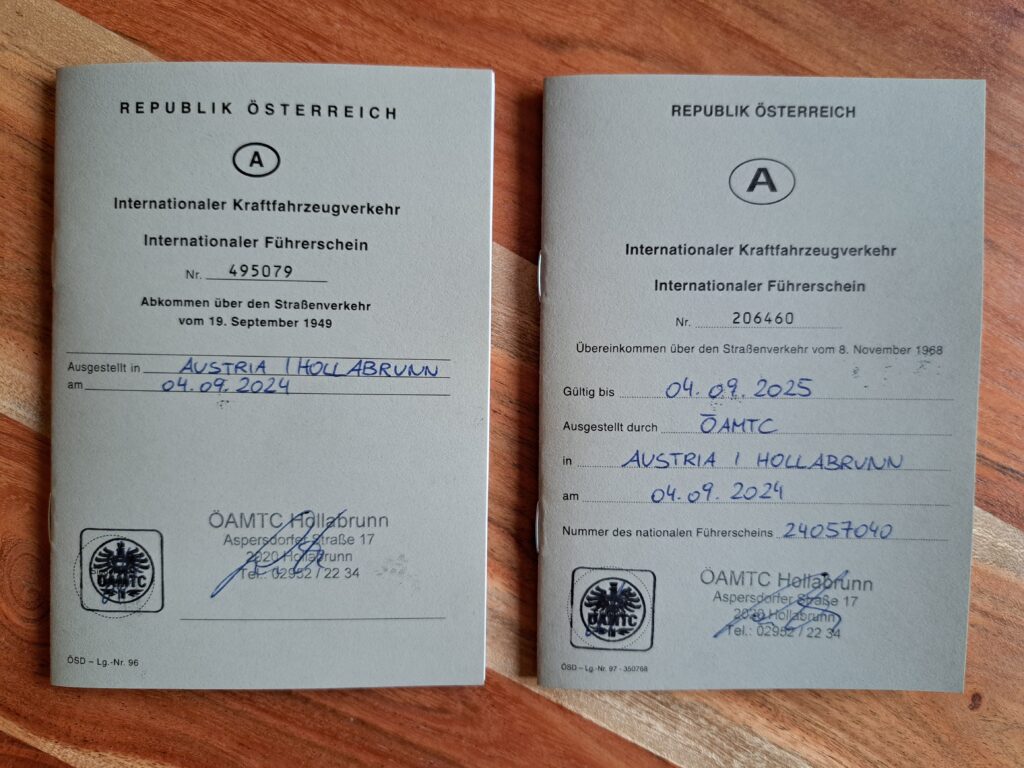 REPUBLIK ÖSTERREICH
A
Internationaler Kraftfahrzeugverkehr
Internationaler Führerschein
Nr. 495079
Abkommen über den Straßenverkehr
vom 19. September 1949
Ausgestellt in AUSTRIA / HOLLABRUNN
am 04.09.2024
ÖAMTC Hollabrunn
Aspersdorfer Straße 17
2020 Hollabrunn
Tel.: 02952 / 22 34
ÖAMTC
ÖSD – Lg.-Nr. 96
REPUBLIK ÖSTERREICH
A
Internationaler Kraftfahrzeugverkehr
Internationaler Führerschein
Nr. 206460
Übereinkommen über den Straßenverkehr vom 8. November 1968
Gültig bis 04.09.2025
Ausgestellt durch ÖAMTC
in AUSTRIA / HOLLABRUNN
am 04.09.2024
Nummer des nationalen Führerscheins 24057040
ÖAMTC Hollabrunn
Aspersdorfer Straße 17
2020 Hollabrunn
Tel.: 02952 / 22 34
ÖAMTC
ÖSD – Lg.-Nr. 97 - 350768